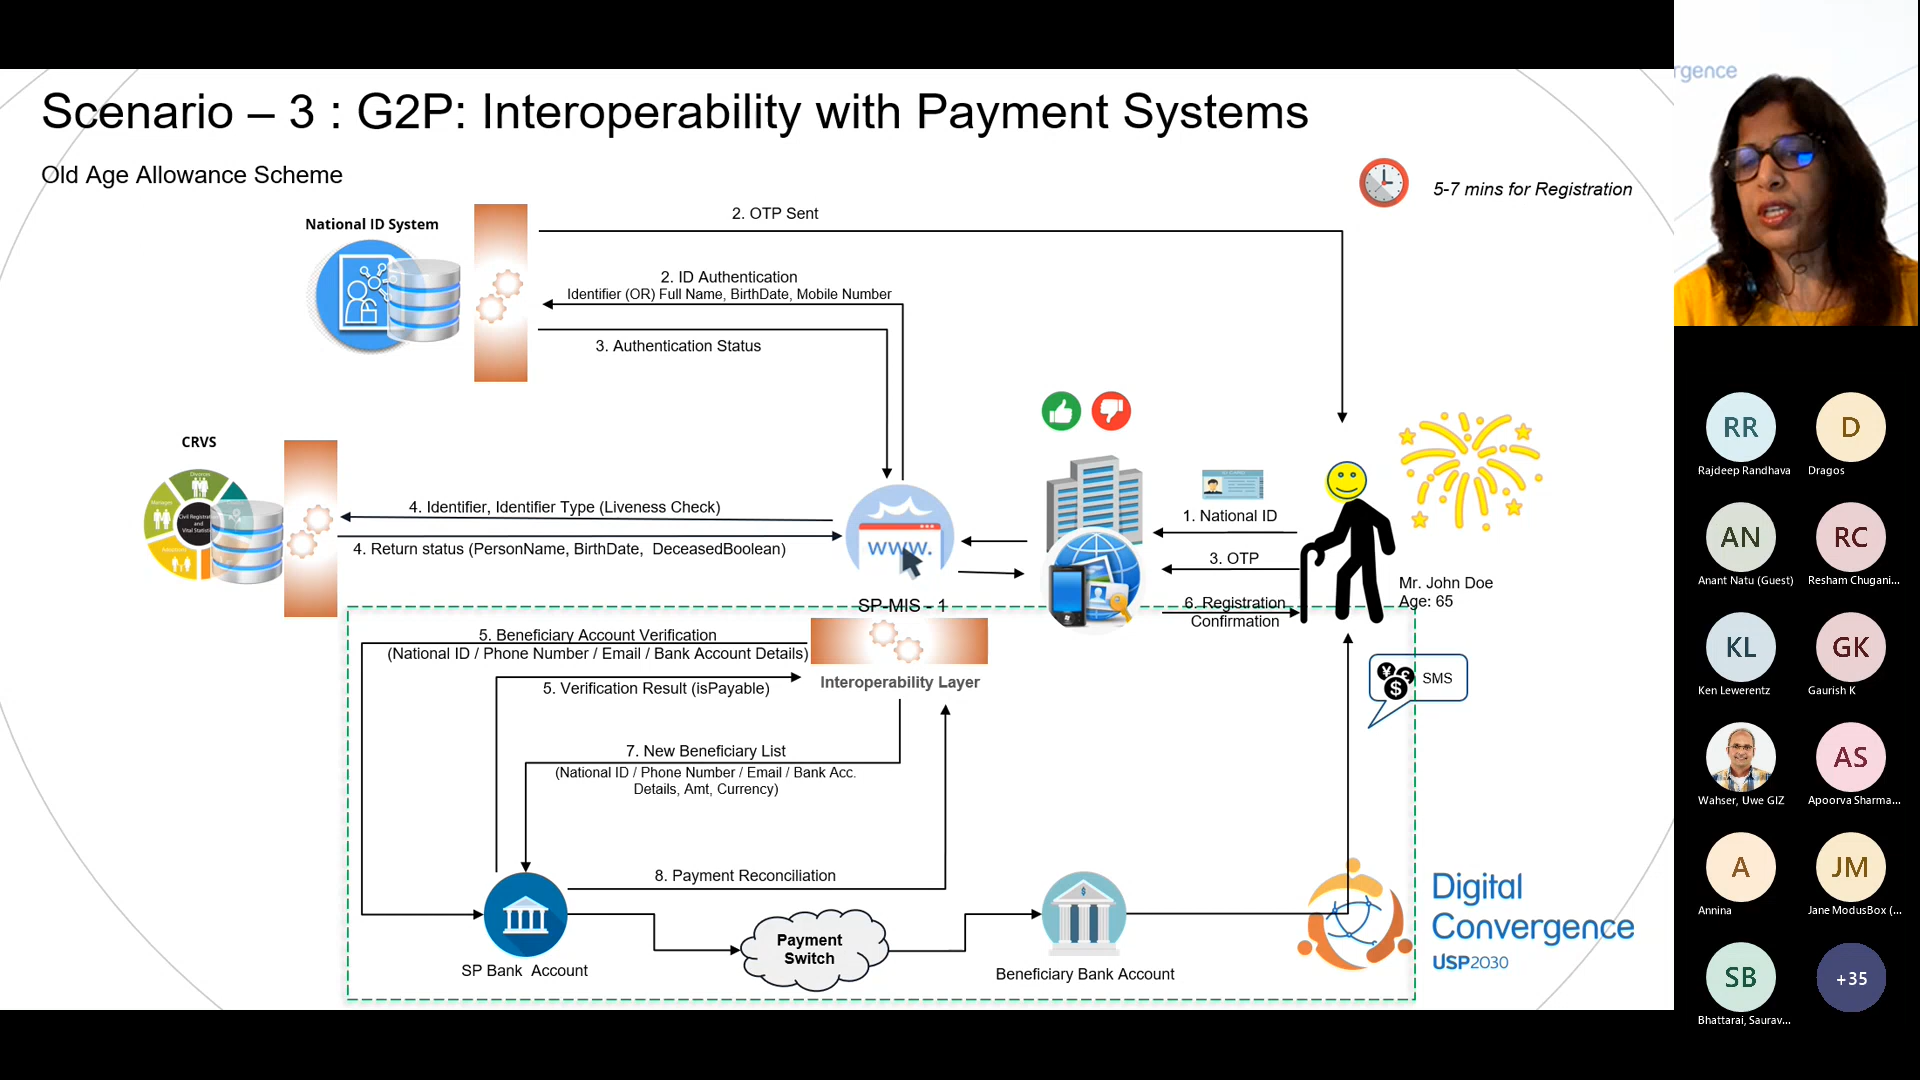 Scenario – 3 : G2P: Interoperability with Payment Systems
Old Age Allowance Scheme
5-7 mins for Registration
rgence
National ID System
2. OTP Sent
2. ID Authentication
Identifier (OR) Full Name, BirthDate, Mobile Number
3. Authentication Status
CRVS
4. Identifier, Identifier Type (Liveness Check)
4. Return status (PersonName, BirthDate, DeceasedBoolean)
www.
1. National ID
3. OTP
6. Registration
Confirmation
Mr. John Doe
Age: 65
SP-MIS - 1
5. Beneficiary Account Verification
(National ID / Phone Number / Email / Bank Account Details)
5. Verification Result (isPayable)
Interoperability Layer
SMS
7. New Beneficiary List
(National ID / Phone Number / Email / Bank Acc.
Details, Amt, Currency)
8. Payment Reconciliation
Payment
Switch
SP Bank Account
Beneficiary Bank Account
Digital
Convergence
USP2030
RR
Rajdeep Randhava
D
Dragos
AN
Anant Natu (Guest)
RC
Resham Chugani...
KL
Ken Lewerentz
GK
Gaurish K
Wahser, Uwe GIZ
AS
Apoorva Sharma...
A
Annina
JM
Jane ModusBox (...
SB
Bhattarai, Saurav...
+35